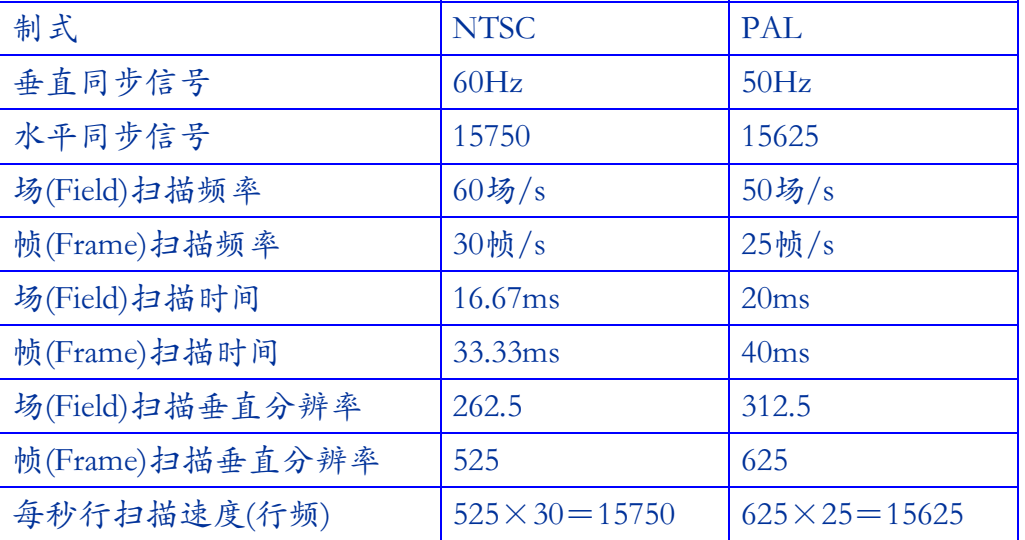 制式 NTSC PAL
垂直同步信号 60Hz 50Hz
水平同步信号 15750 15625
场(Field)扫描频率 60场/s 50场/s
帧(Frame)扫描频率 30帧/s 25帧/s
场(Field)扫描时间 16.67ms 20ms
帧(Frame)扫描时间 33.33ms 40ms
场(Field)扫描垂直分辨率 262.5 312.5
帧(Frame)扫描垂直分辨率 525 625
每秒行扫描速度(行频) 525×30＝15750 625×25＝15625